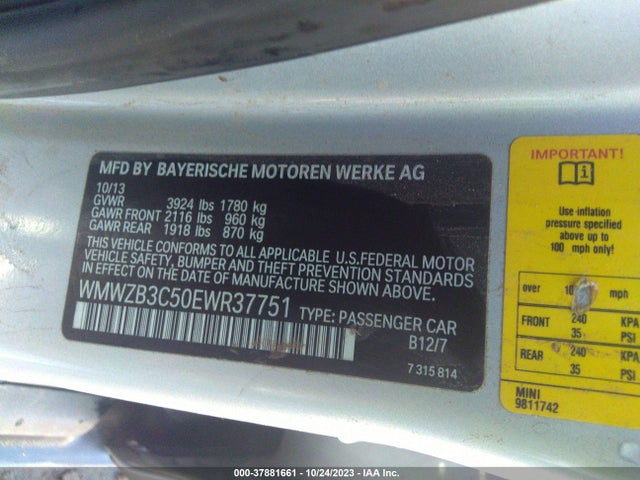 MFD BY BAYERISCHE MOTOREN WERKE AG
10/13
GVWR 3924 lbs 1780 kg
GAWR FRONT 2116 lbs 960 kg
GAWR REAR 1918 lbs 870 kg
THIS VEHICLE CONFORMS TO ALL APPLICABLE U.S.FEDERAL MOTOR
VEHICLE SAFETY, BUMPER, AND THEFT PREVENTION STANDARDS
IN EFFECT ON THE DATE OF MANUFACTURE SHOWN ABOVE.
WMWZB3C50EWR37751 TYPE: PASSENGER CAR
B12/7
7 315 814
IMPORTANT!
Use inflation
pressure specified
above up to
100 mph only!
over mph
FRONT 240 KPA
35 PSI
REAR 240 KPA
35 PSI
MINI
9811742
000-37881661 | 10/24/2023 | IAA Inc.